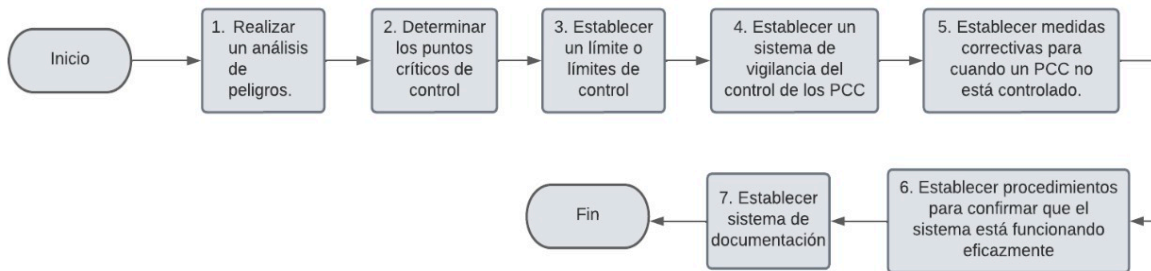 Inicio
1. Realizar
un análisis
de
peligros.
2. Determinar
los puntos
críticos de
control
3. Establecer
un límite o
límites de
control
4. Establecer un
sistema de
vigilancia del
control de los PCC
5. Establecer medidas
correctivas para
cuando un PCC no
está controlado.
6. Establecer procedimientos
para confirmar que el
sistema está funcionando
eficazmente
7. Establecer
sistema de
documentación
Fin